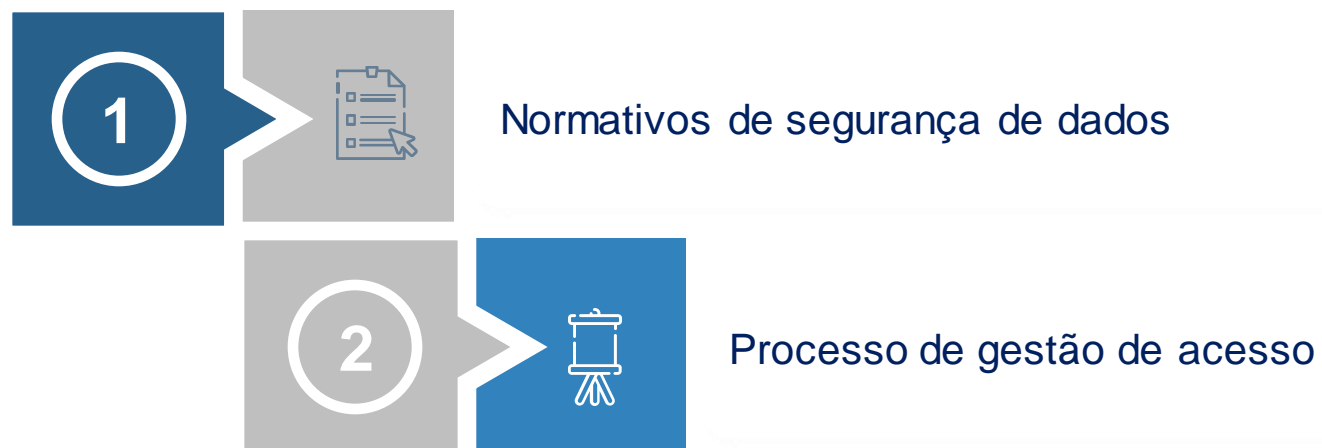 1
Normativos de segurança de dados
2
Processo de gestão de acesso